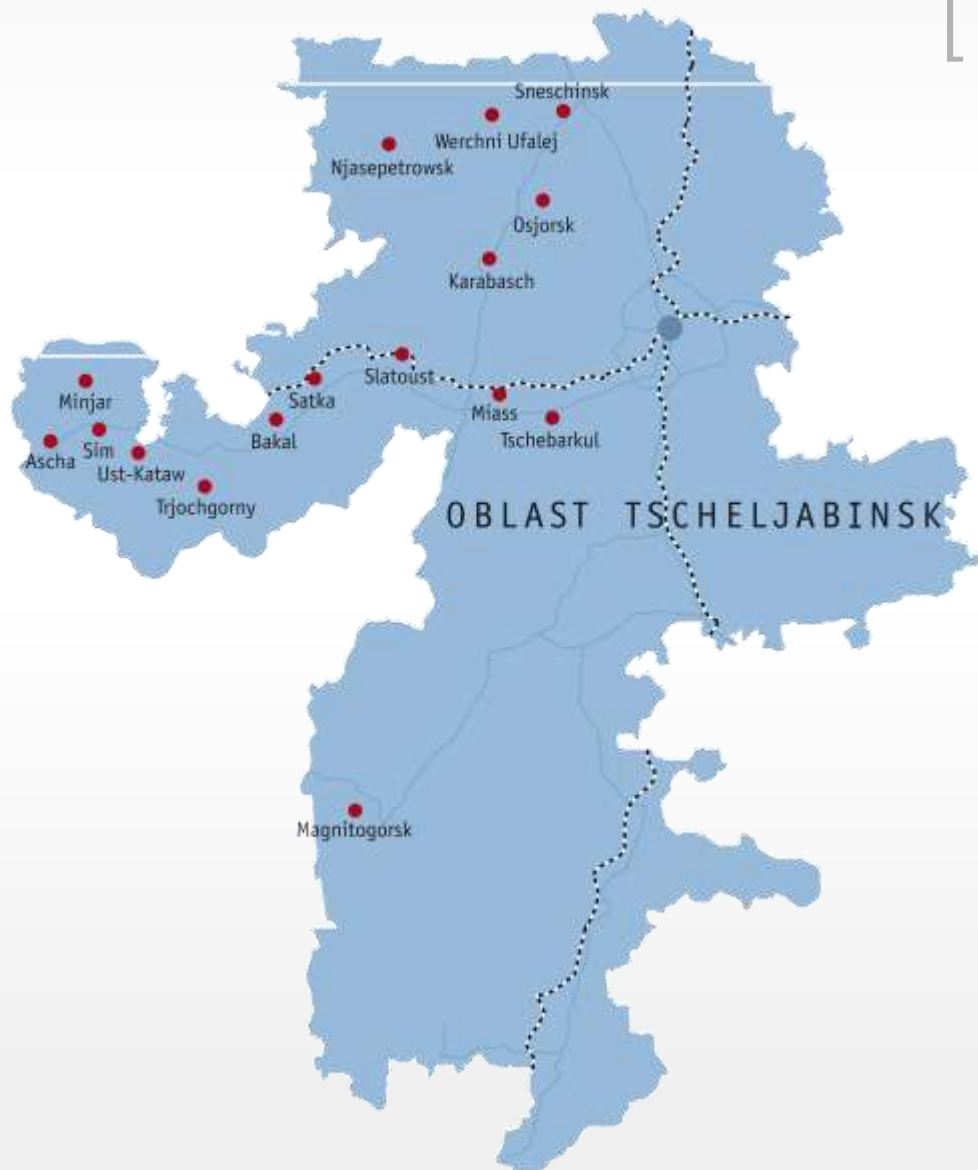 Sneschinsk
Werchni Ufalej
Njasepetrowsk
Osjorsk
Karabasch
Slatoust
Satka
Minjar
Miass
Bakal
Tschebarkul
Sim
Ascha
Ust-Kataw
Trjochgorny
OBLAST TSCHELJABINSK
Magnitogorsk